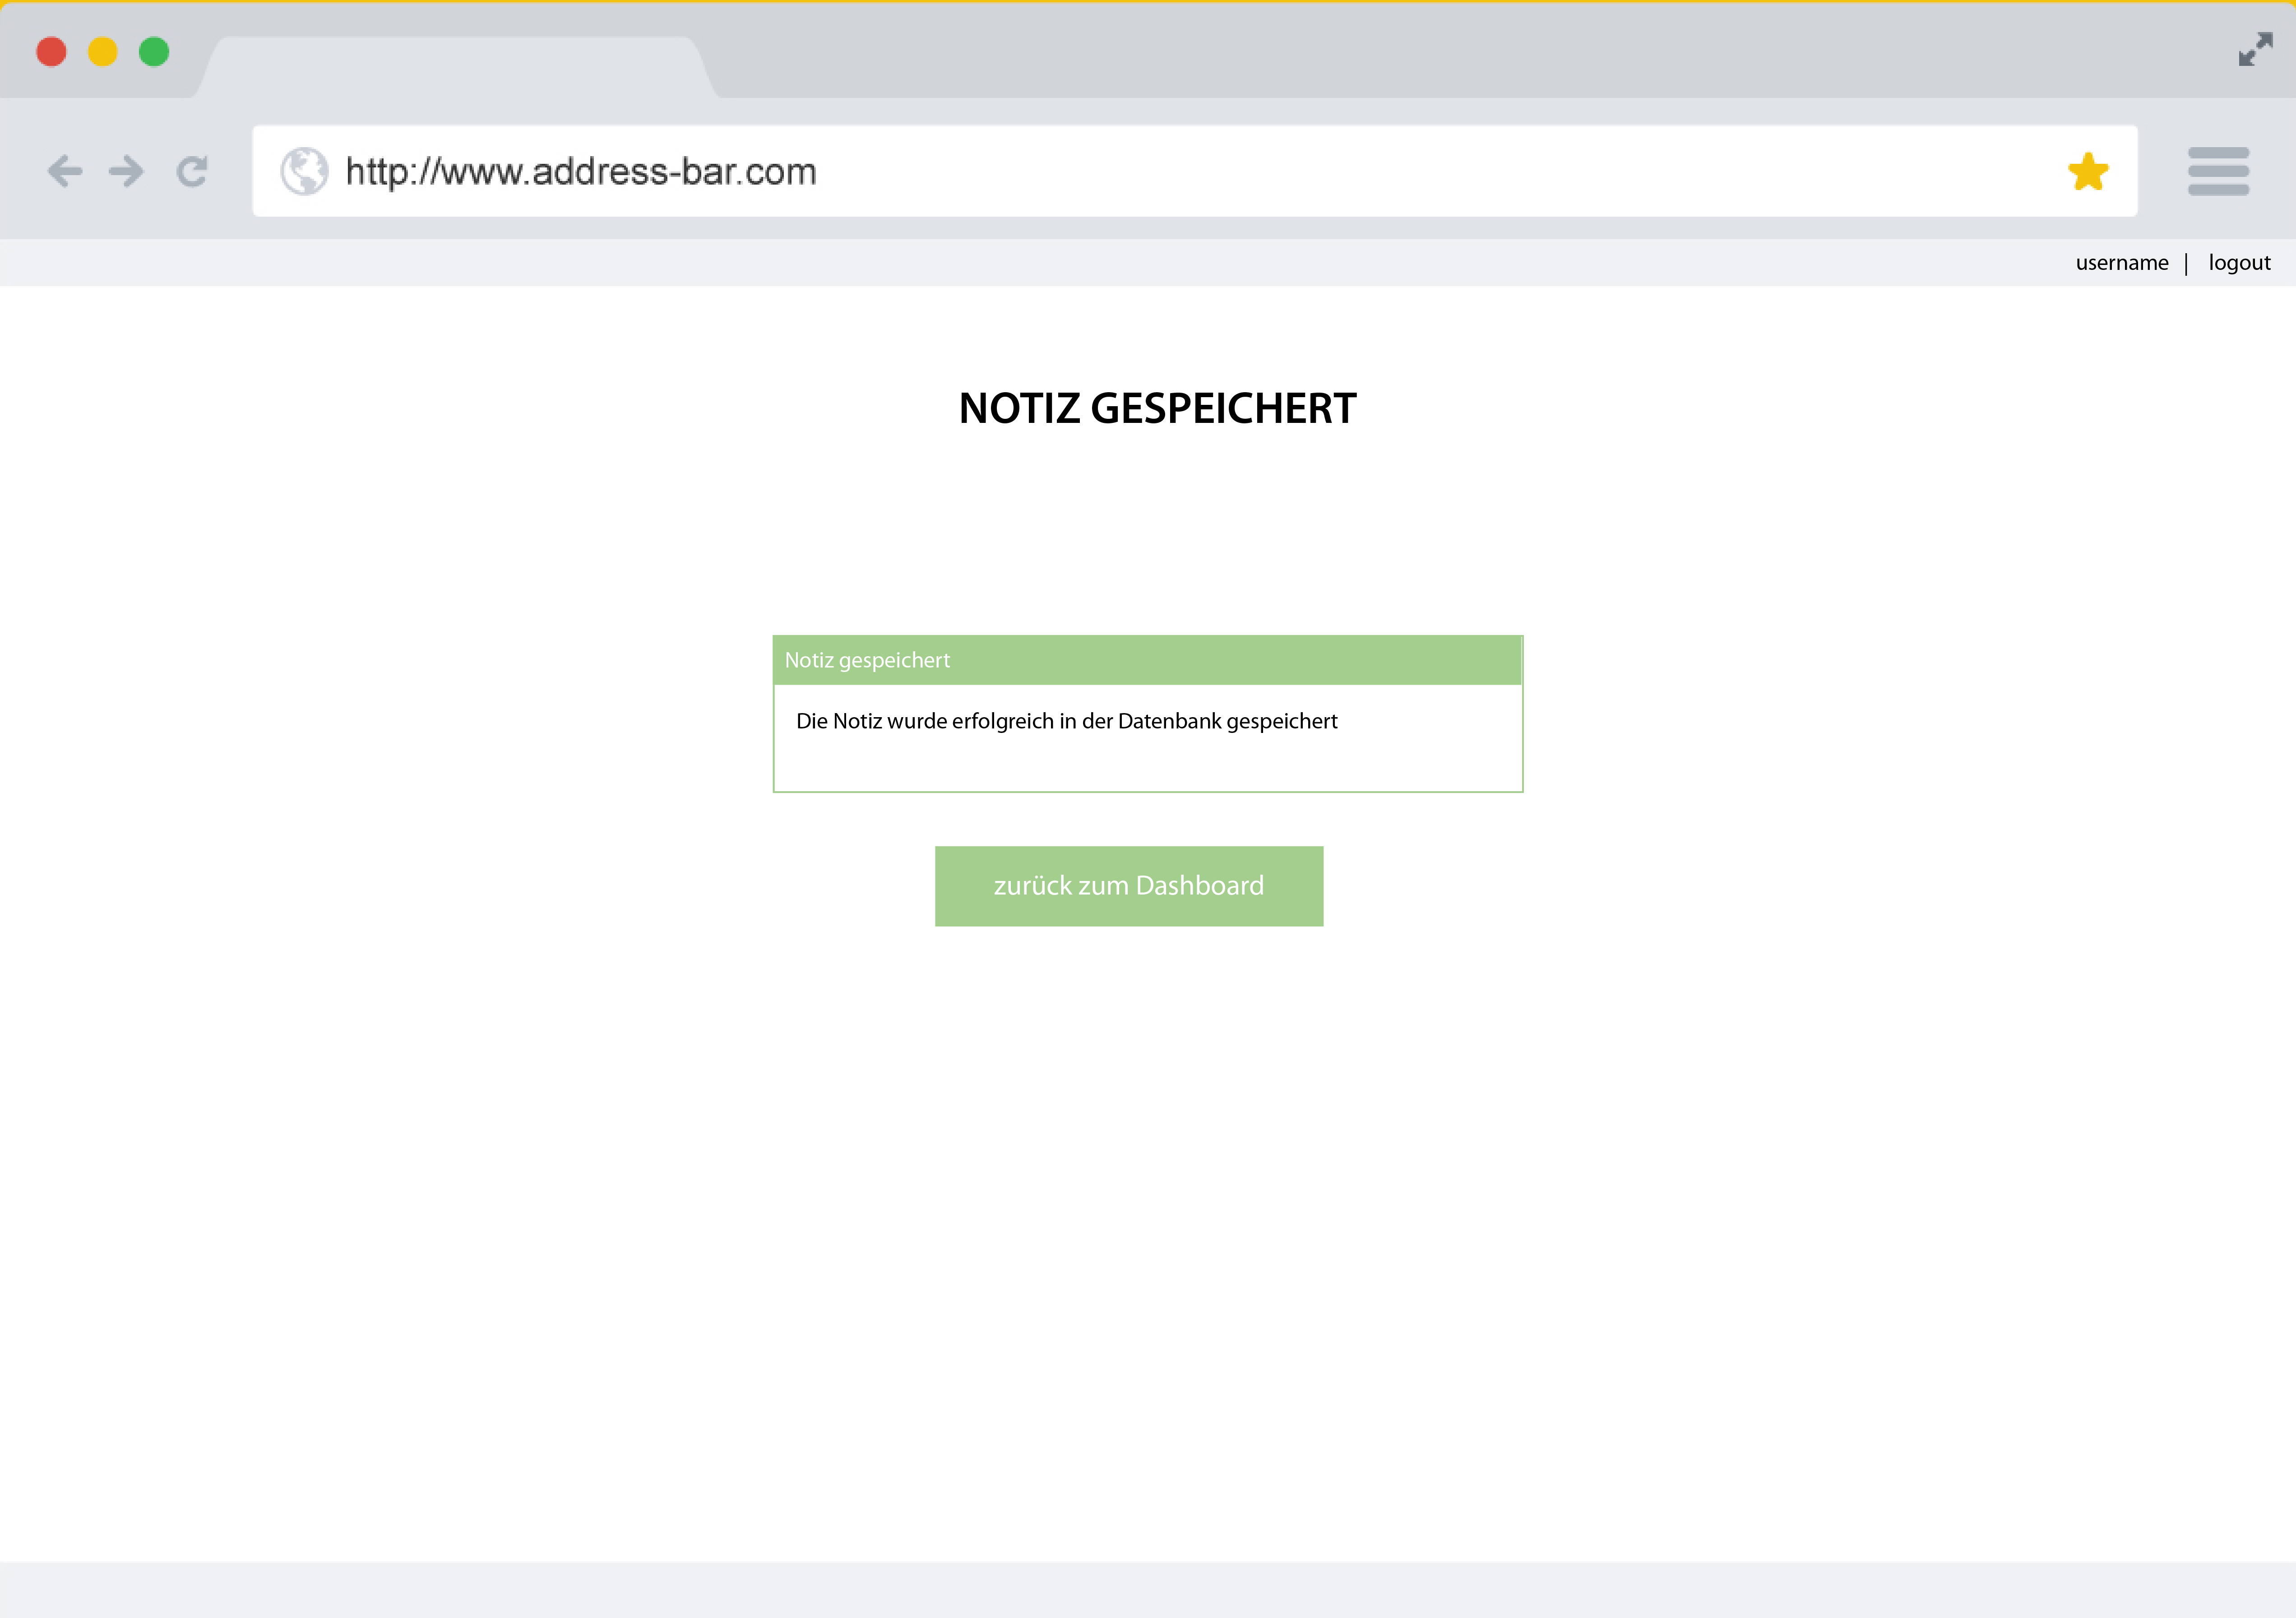 http://www.address-bar.com
username | logout
NOTIZ GESPEICHERT
Notiz gespeichert
Die Notiz wurde erfolgreich in der Datenbank gespeichert
zurück zum Dashboard